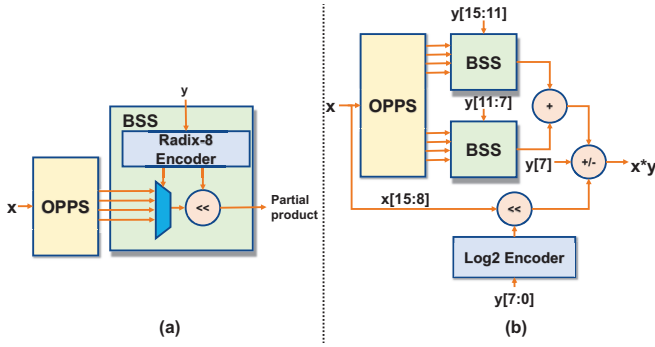 y
BSS
Radix-8
Encoder
x
OPPS
<<
Partial
product
(a)
y[15:11]
BSS
x
OPPS
y[11:7]
BSS
+
y[7]
+/-
x*y
x[15:8]
<<
Log2 Encoder
y[7:0]
(b)